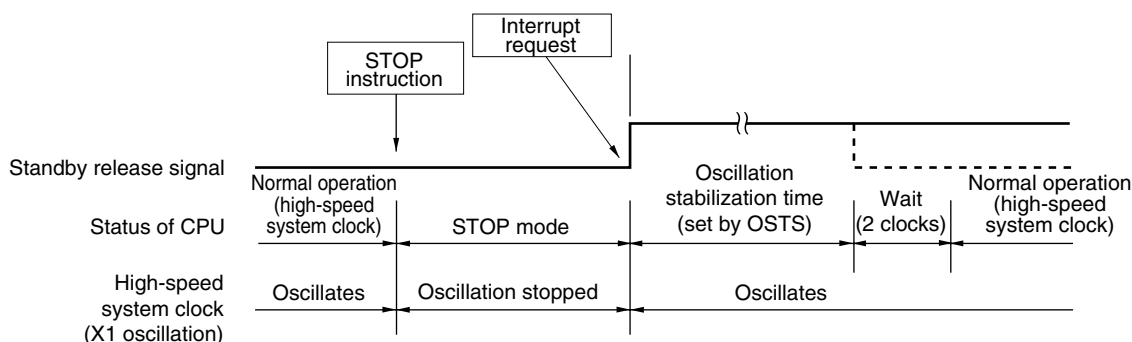 Interrupt
request
STOP
instruction
Standby release signal
Normal operation
(high-speed
system clock)
Oscillation
stabilization time
(set by OSTS)
Wait
(2 clocks)
Normal operation
(high-speed
system clock)
Status of CPU
STOP mode
High-speed
system clock
(X1 oscillation)
Oscillates
Oscillation stopped
Oscillates